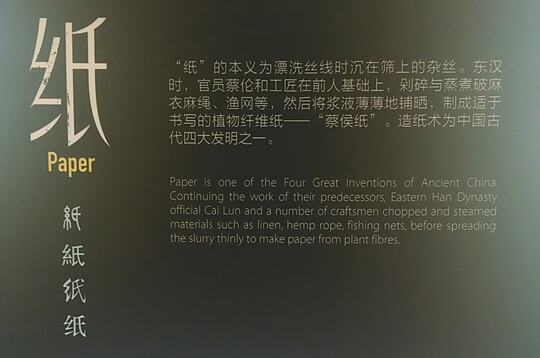 纸
Paper
紙
紙
纸
纸
“纸”的本义为漂洗丝线时沉在筛上的杂丝。东汉
时，官员蔡伦和工匠在前人基础上，剁碎与蒸煮破麻
衣麻绳、渔网等，然后将浆液薄薄地铺晒，制成适于
书写的植物纤维纸——“蔡侯纸”。造纸术为中国古
代四大发明之一。
Paper is one of the Four Great Inventions of Ancient China.
Continuing the work of their predecessors, Eastern Han Dynasty
official Cai Lun and a number of craftsmen chopped and steamed
materials such as linen, hemp rope, fishing nets, before spreading
the slurry thinly to make paper from plant fibres.